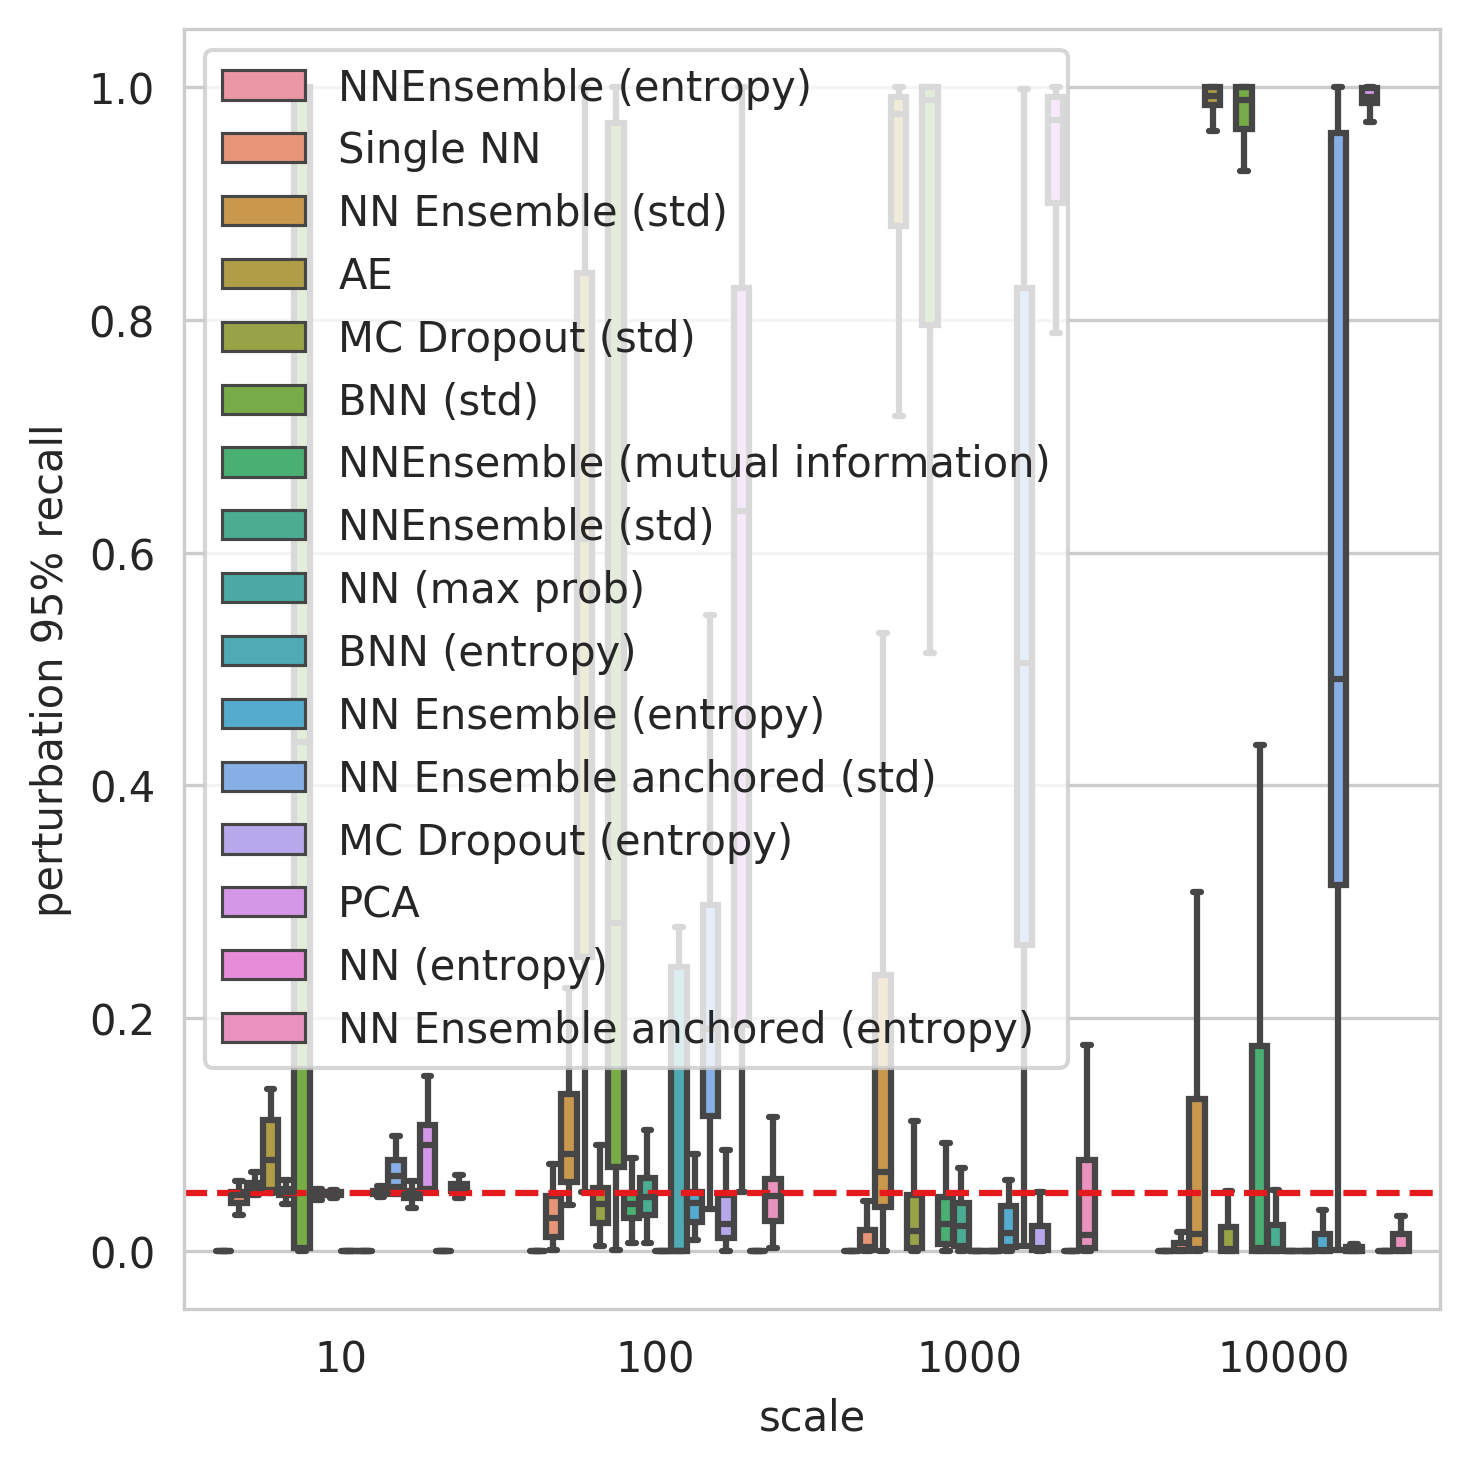 1.0
0.8
0.6
0.4
0.2
0.0
perturbation 95% recall
NNEnsemble (entropy)
Single NN
NN Ensemble (std)
AE
MC Dropout (std)
BNN (std)
NNEnsemble (mutual information)
NNEnsemble (std)
NN (max prob)
BNN (entropy)
NN Ensemble (entropy)
NN Ensemble anchored (std)
MC Dropout (entropy)
PCA
NN (entropy)
NN Ensemble anchored (entropy)
10
100
1000
10000
scale